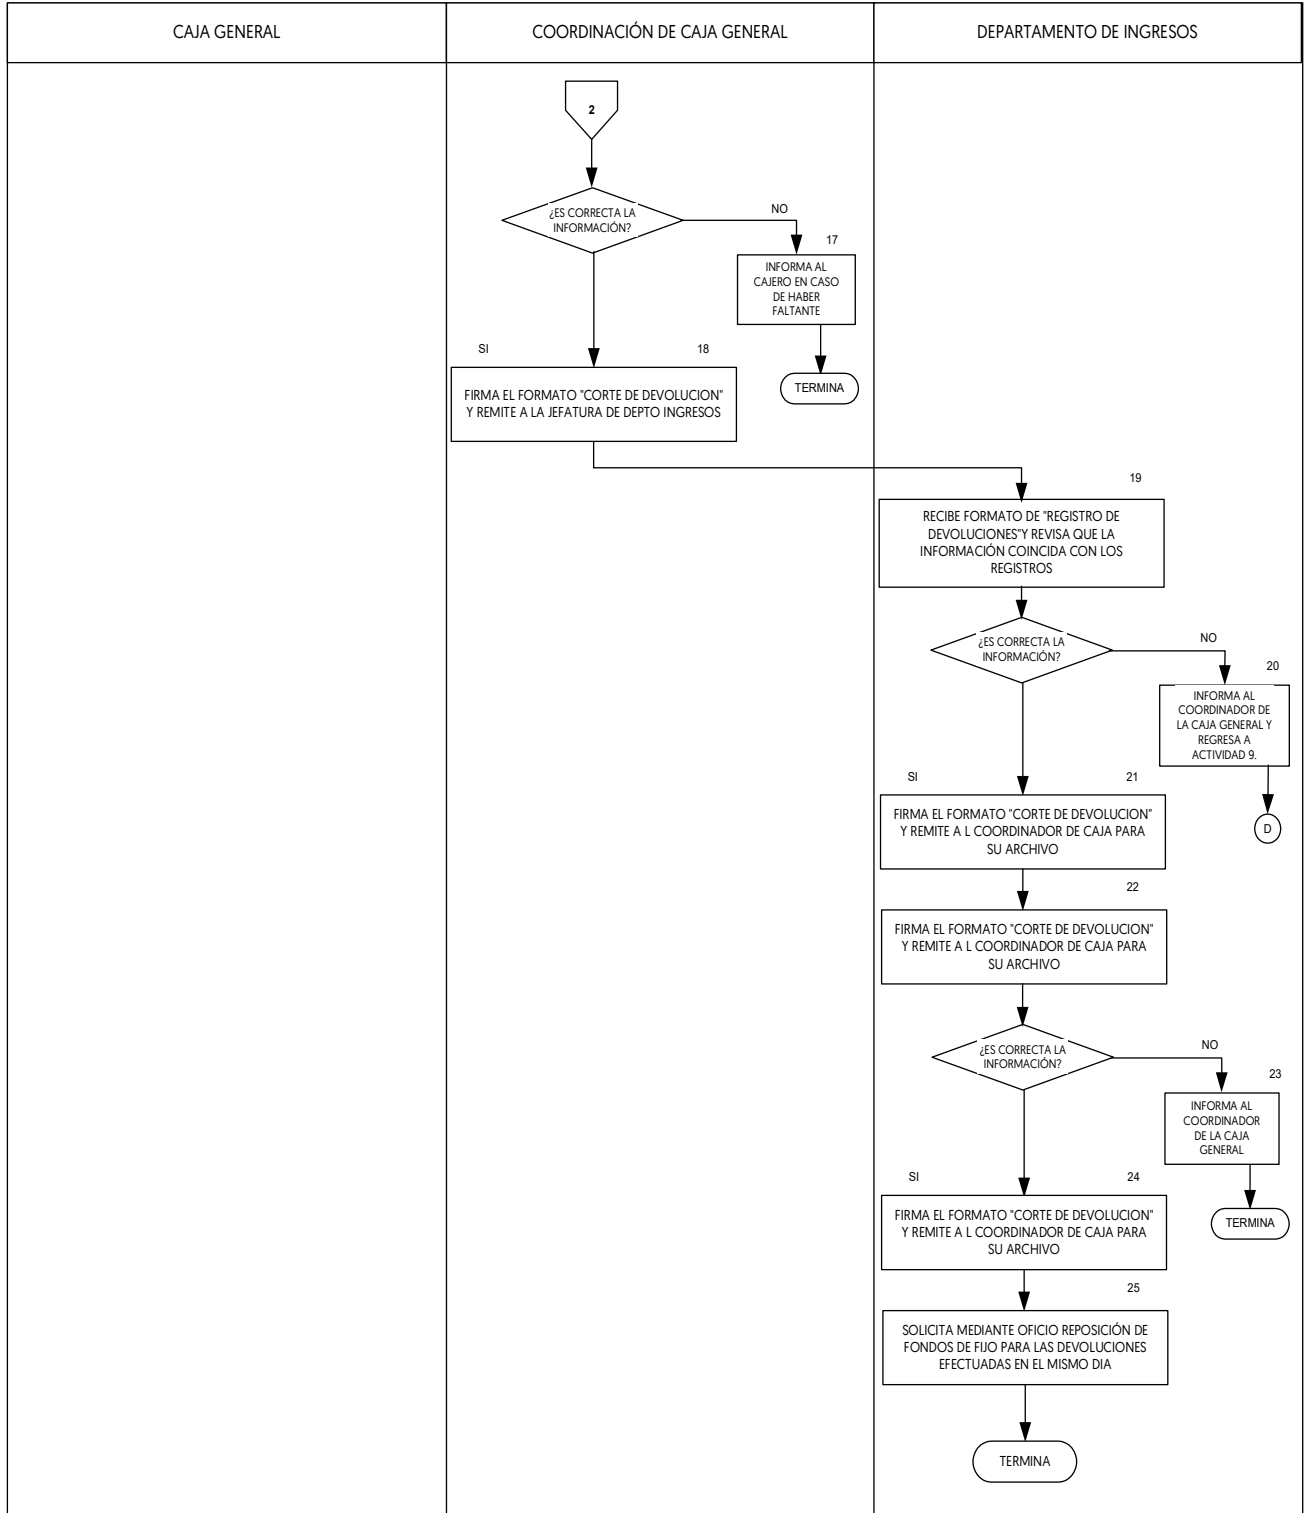 CAJA GENERAL
COORDINACIÓN DE CAJA GENERAL
DEPARTAMENTO DE INGRESOS
2
¿ES CORRECTA LA
INFORMACIÓN?
NO
17
INFORMA AL
CAJERO EN CASO
DE HABER
FALTANTE
TERMINA
SI
18
FIRMA EL FORMATO "CORTE DE DEVOLUCION"
Y REMITE A LA JEFATURA DE DEPTO INGRESOS
19
RECIBE FORMATO DE "REGISTRO DE
DEVOLUCIONES"Y REVISA QUE LA
INFORMACIÓN COINCIDA CON LOS
REGISTROS
¿ES CORRECTA LA
INFORMACIÓN?
NO
20
INFORMA AL
COORDINADOR DE
LA CAJA GENERAL Y
REGRESA A
ACTIVIDAD 9.
D
SI
21
FIRMA EL FORMATO "CORTE DE DEVOLUCION"
Y REMITE A L COORDINADOR DE CAJA PARA
SU ARCHIVO
22
FIRMA EL FORMATO "CORTE DE DEVOLUCION"
Y REMITE A L COORDINADOR DE CAJA PARA
SU ARCHIVO
¿ES CORRECTA LA
INFORMACIÓN?
NO
23
INFORMA AL
COORDINADOR
DE LA CAJA
GENERAL
TERMINA
SI
24
FIRMA EL FORMATO "CORTE DE DEVOLUCION"
Y REMITE A L COORDINADOR DE CAJA PARA
SU ARCHIVO
25
SOLICITA MEDIANTE OFICIO REPOSICIÓN DE
FONDOS DE FIJO PARA LAS DEVOLUCIONES
EFECTUADAS EN EL MISMO DIA
TERMINA